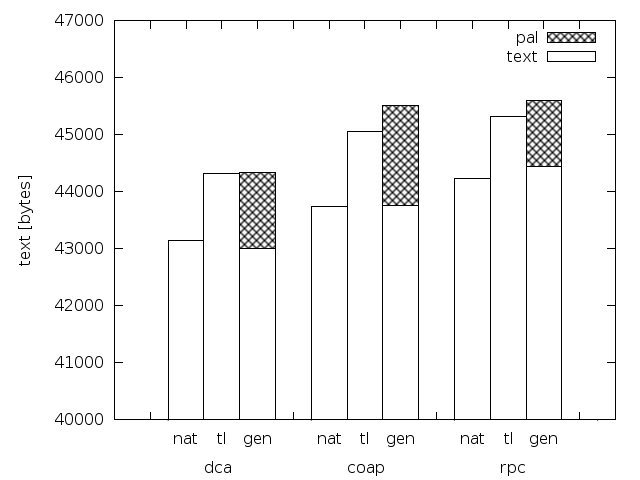 47000
46000
45000
44000
43000
42000
41000
40000
text [bytes]
pal
text
nat tl gen nat tl gen nat tl gen
dca coap rpc